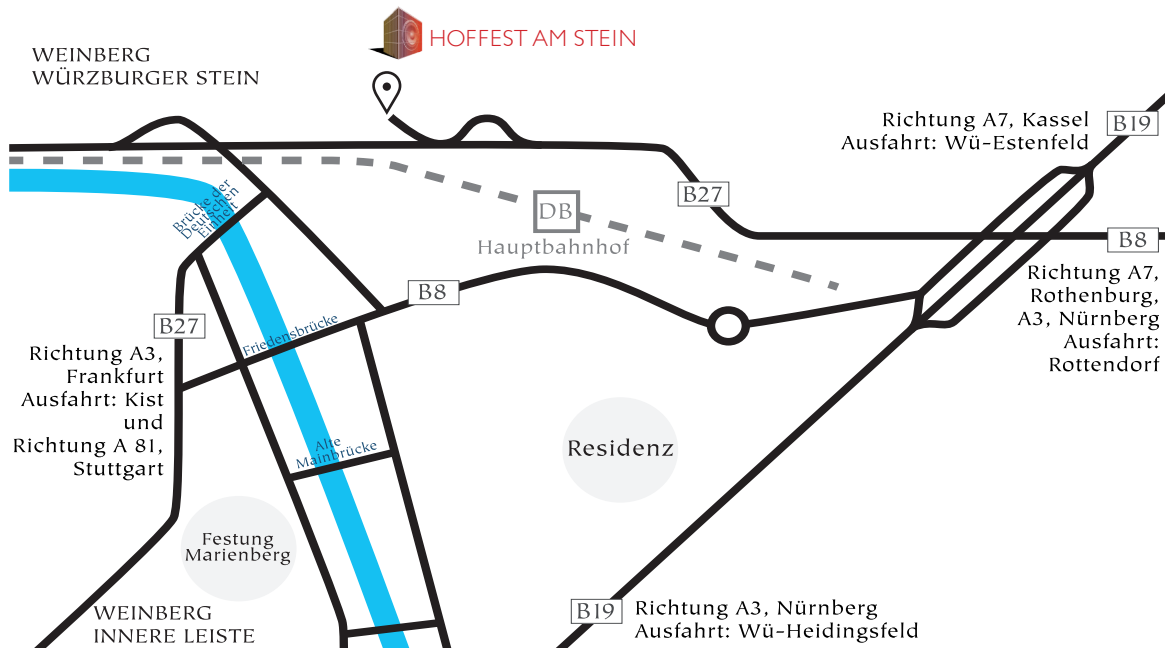 HOFFEST AM STEIN
WEINBERG
WÜRZBURGER STEIN
Richtung A7, Kassel
Ausfahrt: Wü-Estenfeld
B19
B27
DB
Hauptbahnhof
B8
Brücke der
Deutschen
Einheit
Richtung A7,
Rothenburg,
A3, Nürnberg
Ausfahrt:
Rottendorf
B8
B27
Friedensbrücke
Richtung A3,
Frankfurt
Ausfahrt: Kist
und
Richtung A 81,
Stuttgart
Alte
Mainbrücke
Residenz
Festung
Marienberg
WEINBERG
INNERE LEISTE
B19
Richtung A3, Nürnberg
Ausfahrt: Wü-Heidingsfeld